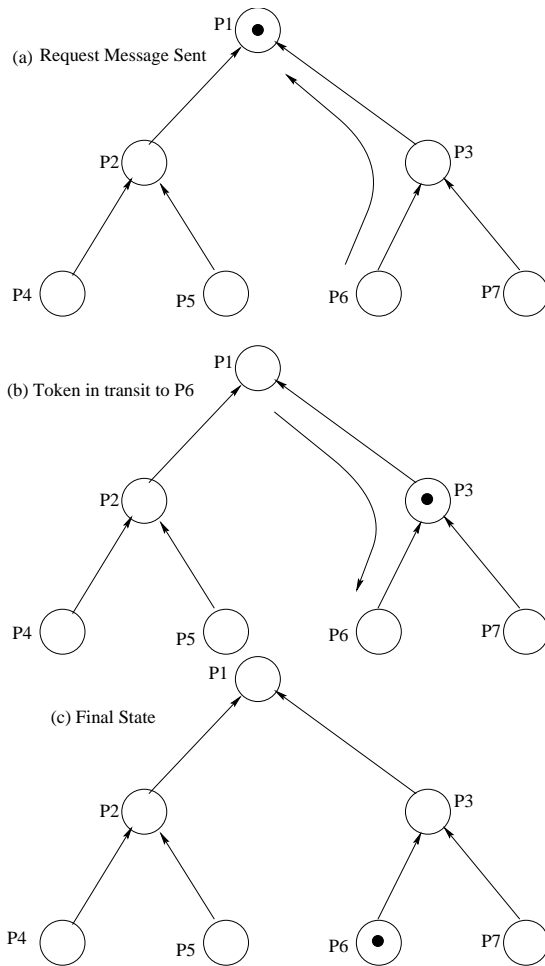 P1
(a) Request Message Sent
P2
P3
P4
P5
P6
P7
P1
(b) Token in transit to P6
P2
P3
P4
P5
P6
P7
P1
(c) Final State
P2
P3
P4
P5
P6
P7